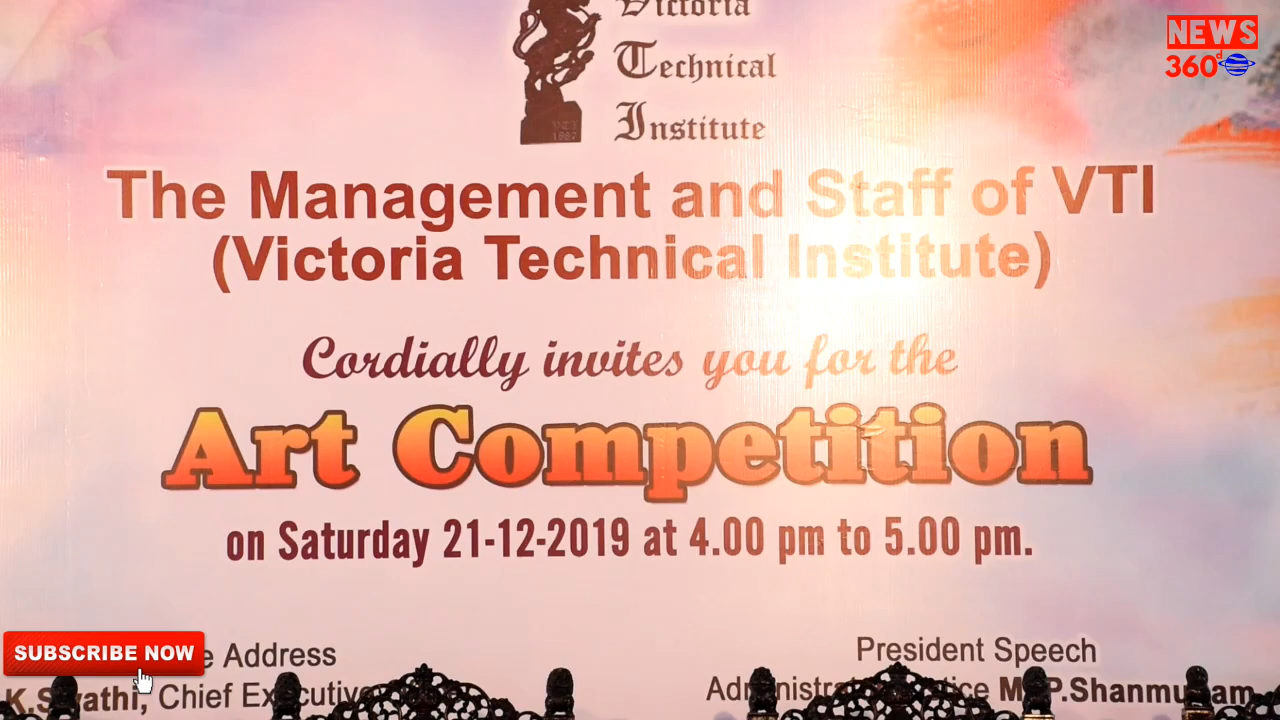 NEWS
360d
Victoria
Technical
Institute
VTI
The Management and Staff of VTI
(Victoria Technical Institute)
Cordially invites you for the
Art Competition
on Saturday 21-12-2019 at 4.00 pm to 5.00 pm.
SUBSCRIBE NOW
Address
President Speech
Chief